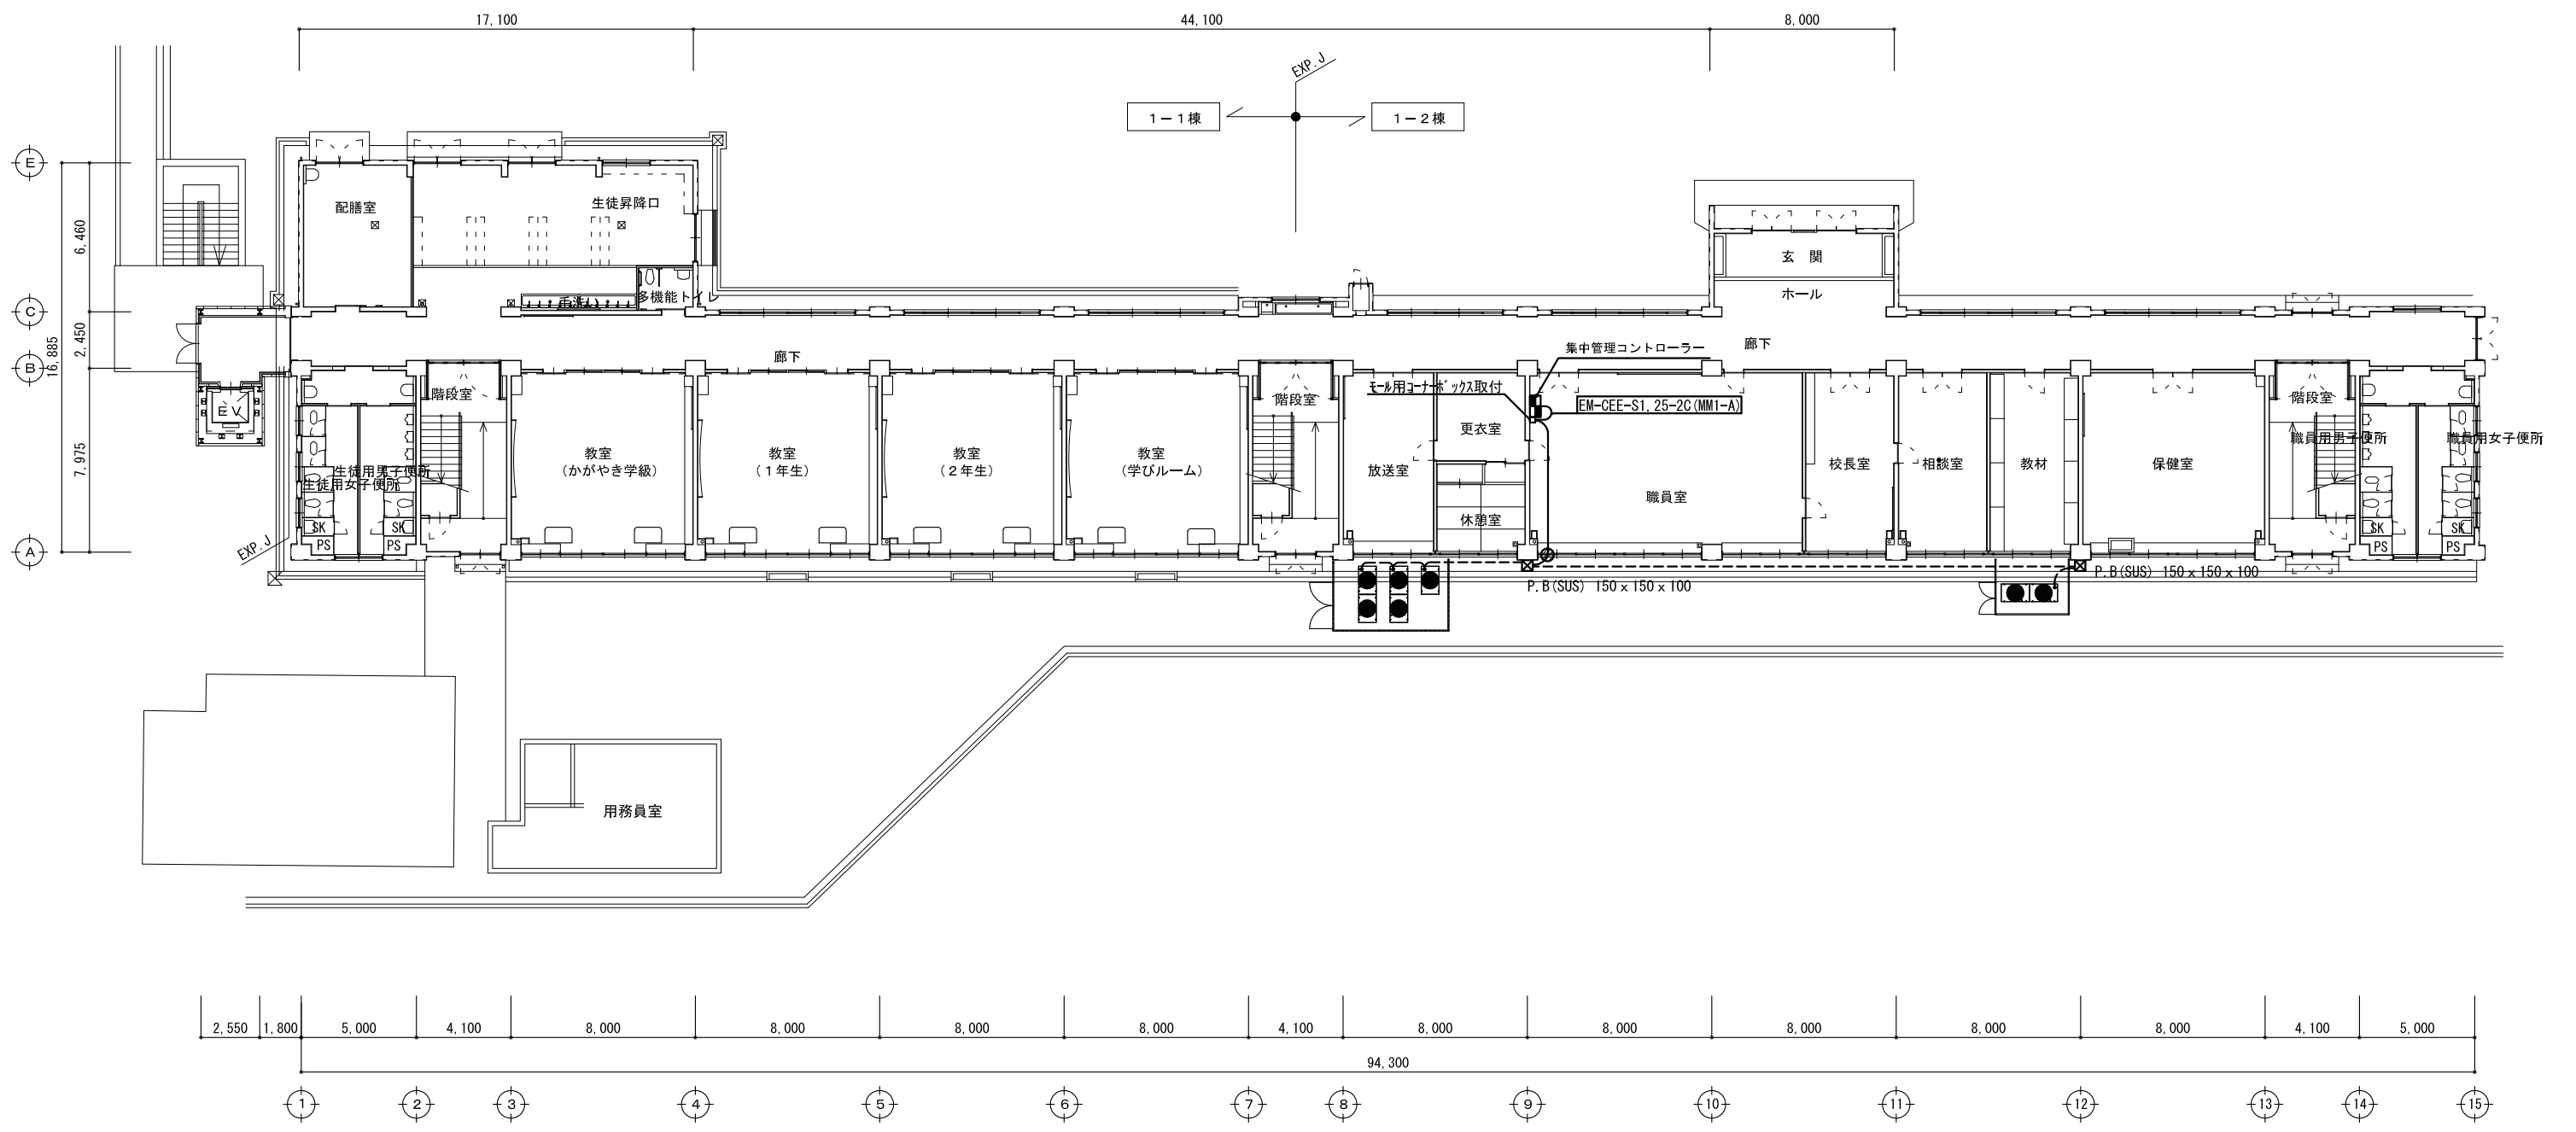 17,100
44,100
8,000
EXP.J
1－1棟
1－2棟
E
C
B
A
6,460
2,450
7,975
16,885
配膳室
生徒昇降口
玄　関
手洗い
多機能トイレ
ホール
廊下
集中管理コントローラー
廊下
モール用コーナーボックス取付
EM-CEE-S1.25-2C(MM1-A)
EV
階段室
階段室
階段室
更衣室
教室
(かがやき学級)
教室
(1年生)
教室
(2年生)
教室
(学びルーム)
放送室
休憩室
職員室
校長室
相談室
教材
保健室
職員用男子便所
職員用女子便所
生徒用男子便所
生徒用女子便所
SK
SK
SK
SK
PS
PS
PS
PS
EXP.J
P.B(SUS) 150ｘ150ｘ100
P.B(SUS) 150ｘ150ｘ100
用務員室
2,550
1,800
5,000
4,100
8,000
8,000
8,000
8,000
4,100
8,000
8,000
8,000
8,000
8,000
4,100
5,000
94,300
1
2
3
4
5
6
7
8
9
10
11
12
13
14
15